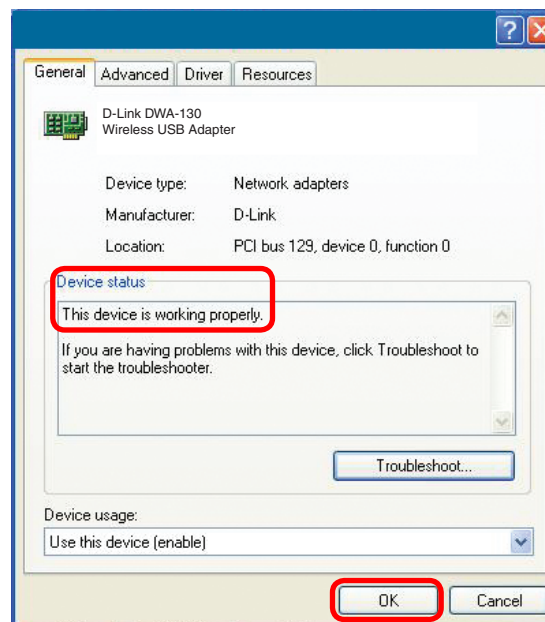 General Advanced Driver Resources
D-Link DWA-130
Wireless USB Adapter
Device type: Network adapters
Manufacturer: D-Link
Location: PCI bus 129, device 0, function 0
Device status
This device is working properly.
If you are having problems with this device, click Troubleshoot to
start the troubleshooter.
Troubleshoot...
Device usage:
Use this device (enable)
OK Cancel